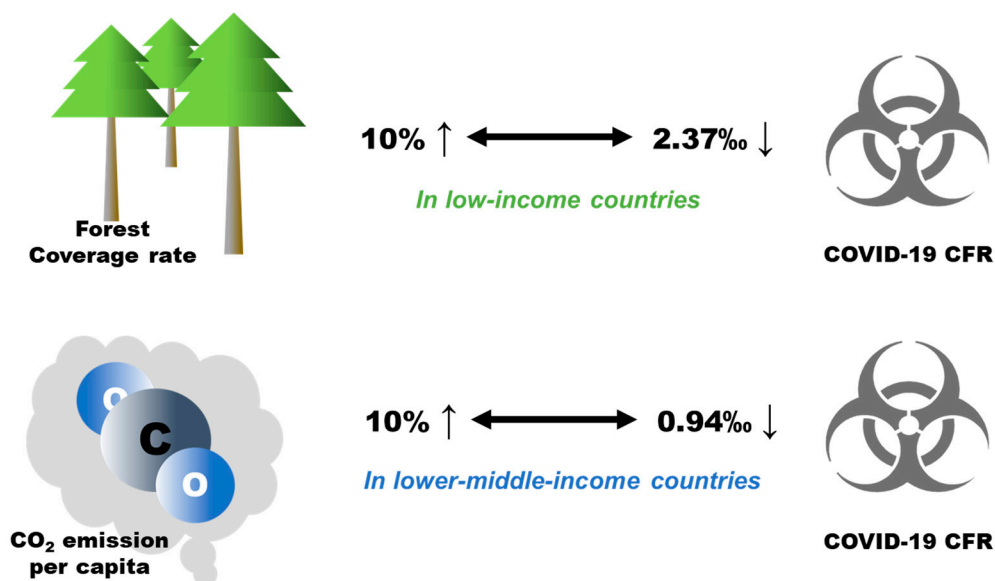 10% ↑ 2.37‰ ↓
In low-income countries
Forest
Coverage rate
COVID-19 CFR
O
C
O
10% ↑ 0.94‰ ↓
In lower-middle-income countries
CO₂ emission
per capita
COVID-19 CFR